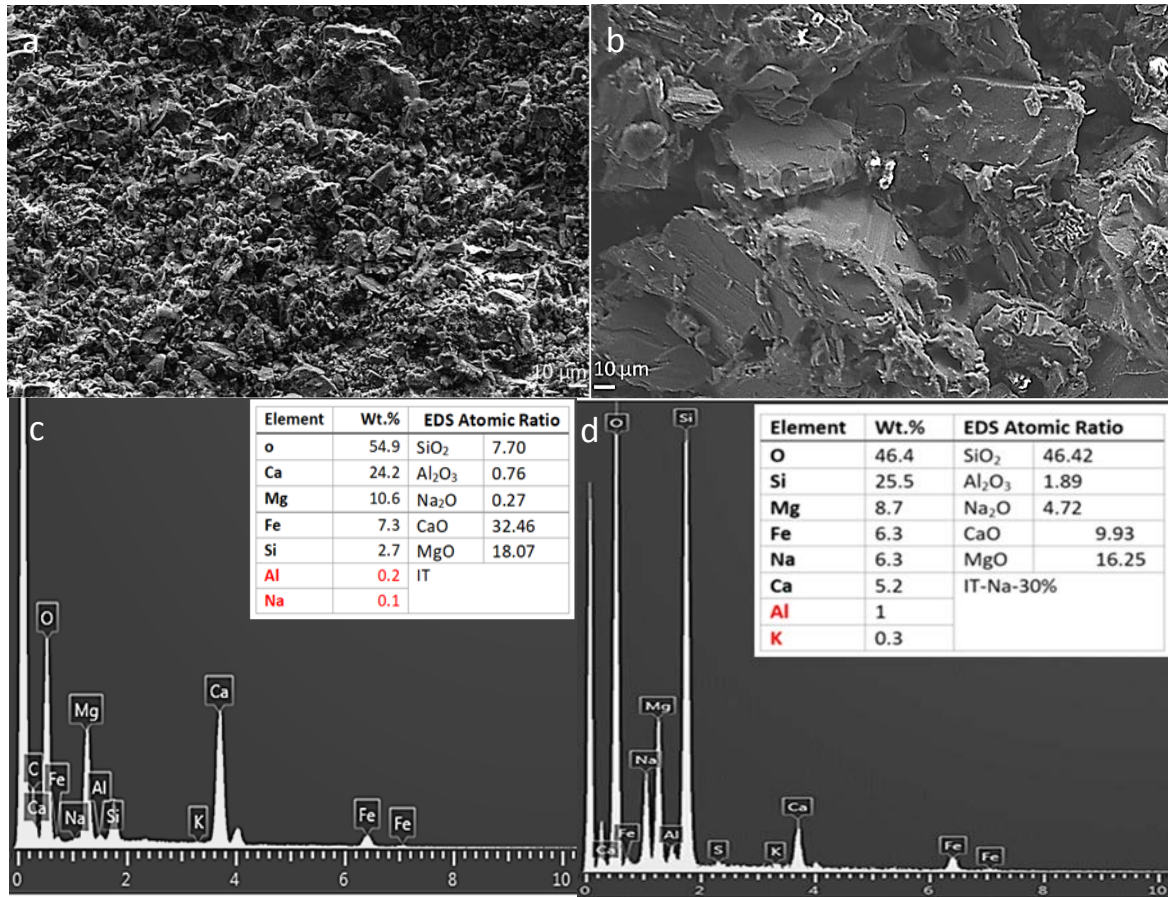 a
10 µm
b
10 µm
c
Element Wt.% EDS Atomic Ratio
o 54.9 SiO₂ 7.70
Ca 24.2 Al₂O₃ 0.76
Mg 10.6 Na₂O 0.27
Fe 7.3 CaO 32.46
Si 2.7 MgO 18.07
Al 0.2 IT
Na 0.1
O
Ca
Mg
C
Fe
Al
Ca
Na
Si
K
Fe
Fe
0 2 4 6 8 10
d
Element Wt.% EDS Atomic Ratio
O 46.4 SiO₂ 46.42
Si 25.5 Al₂O₃ 1.89
Mg 8.7 Na₂O 4.72
Fe 6.3 CaO 9.93
Na 6.3 MgO 16.25
Ca 5.2 IT-Na-30%
Al 1
K 0.3
O
Si
Mg
Na
Ca
Ca
Fe
Al
S
K
Fe
Fe
0 2 4 6 8 10